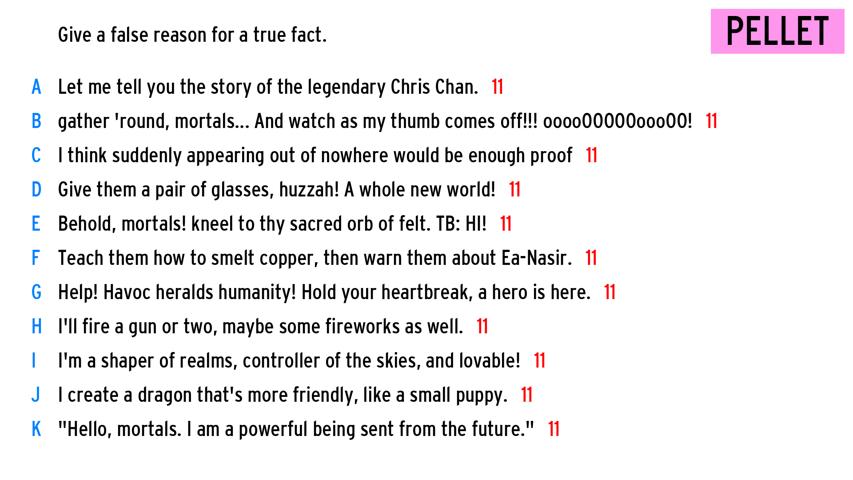 Give a false reason for a true fact.
PELLET
A Let me tell you the story of the legendary Chris Chan. 11
B gather 'round, mortals... And watch as my thumb comes off!!! ooooOOOOOoooOO! 11
C I think suddenly appearing out of nowhere would be enough proof 11
D Give them a pair of glasses, huzzah! A whole new world! 11
E Behold, mortals! kneel to thy sacred orb of felt. TB: HI! 11
F Teach them how to smelt copper, then warn them about Ea-Nasir. 11
G Help! Havoc heralds humanity! Hold your heartbreak, a hero is here. 11
H I'll fire a gun or two, maybe some fireworks as well. 11
I I'm a shaper of realms, controller of the skies, and lovable! 11
J I create a dragon that's more friendly, like a small puppy. 11
K "Hello, mortals. I am a powerful being sent from the future." 11